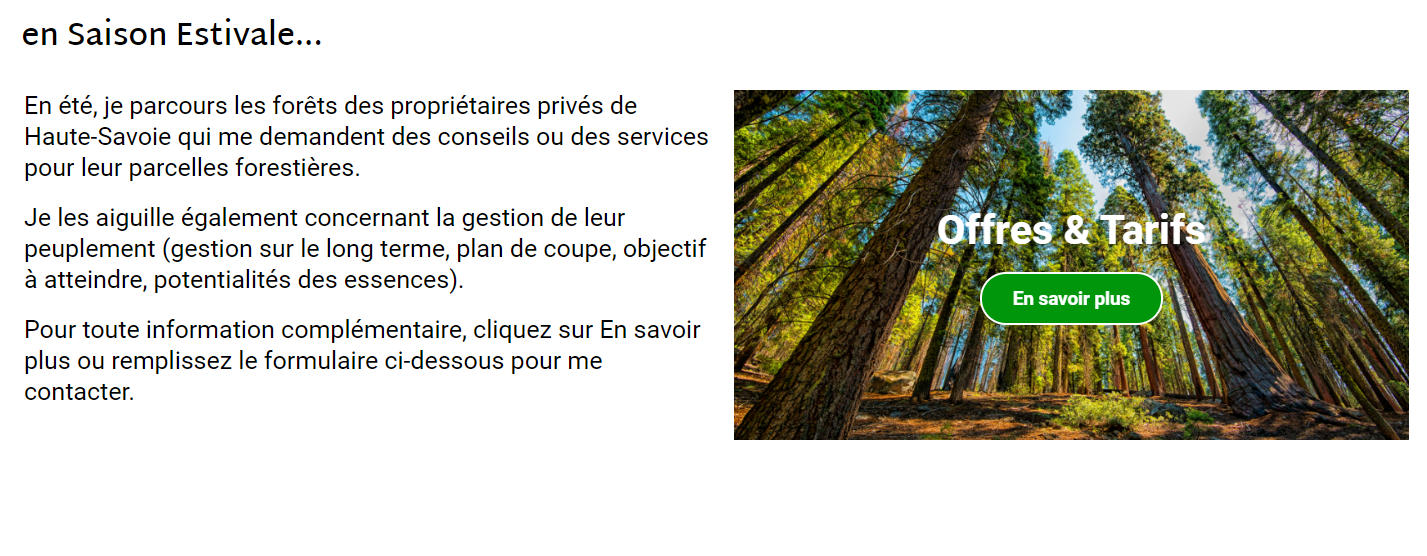 en Saison Estivale...
En été, je parcours les forêts des propriétaires privés de
Haute-Savoie qui me demandent des conseils ou des services
pour leur parcelles forestières.
Je les aiguille également concernant la gestion de leur
peuplement (gestion sur le long terme, plan de coupe, objectif
à atteindre, potentialités des essences).
Pour toute information complémentaire, cliquez sur En savoir
plus ou remplissez le formulaire ci-dessous pour me
contacter.
Offres & Tarifs
En savoir plus